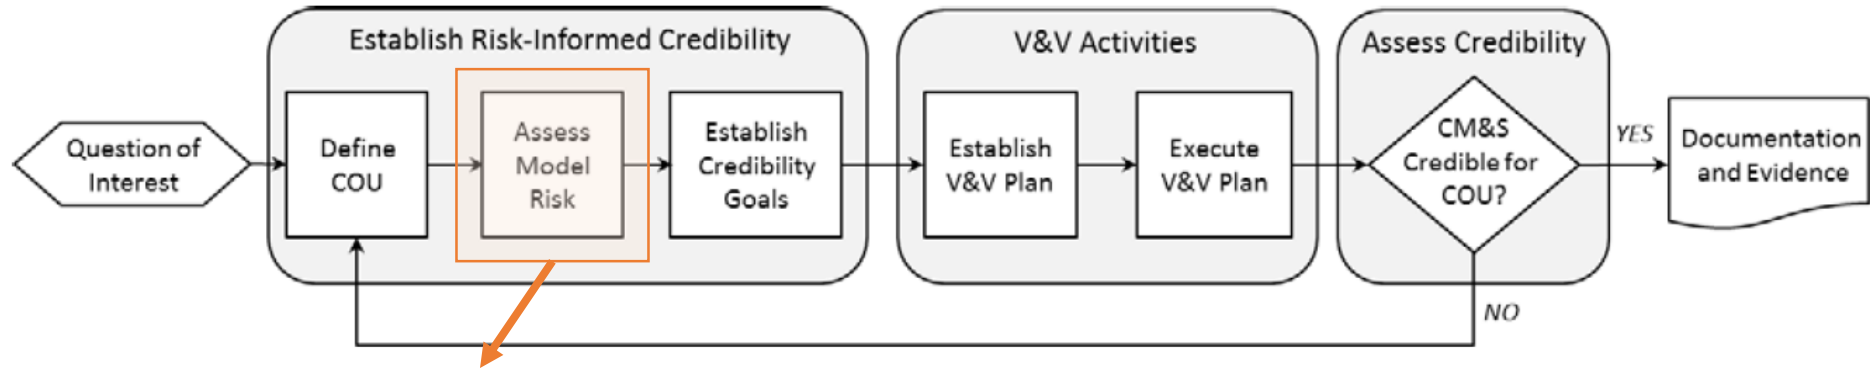 Establish Risk-Informed Credibility
V&V Activities
Assess Credibility
Question of
Interest
Define
COU
Assess
Model
Risk
Establish
Credibility
Goals
Establish
V&V Plan
Execute
V&V Plan
CM&S
Credible for
COU?
YES
Documentation
and Evidence
NO